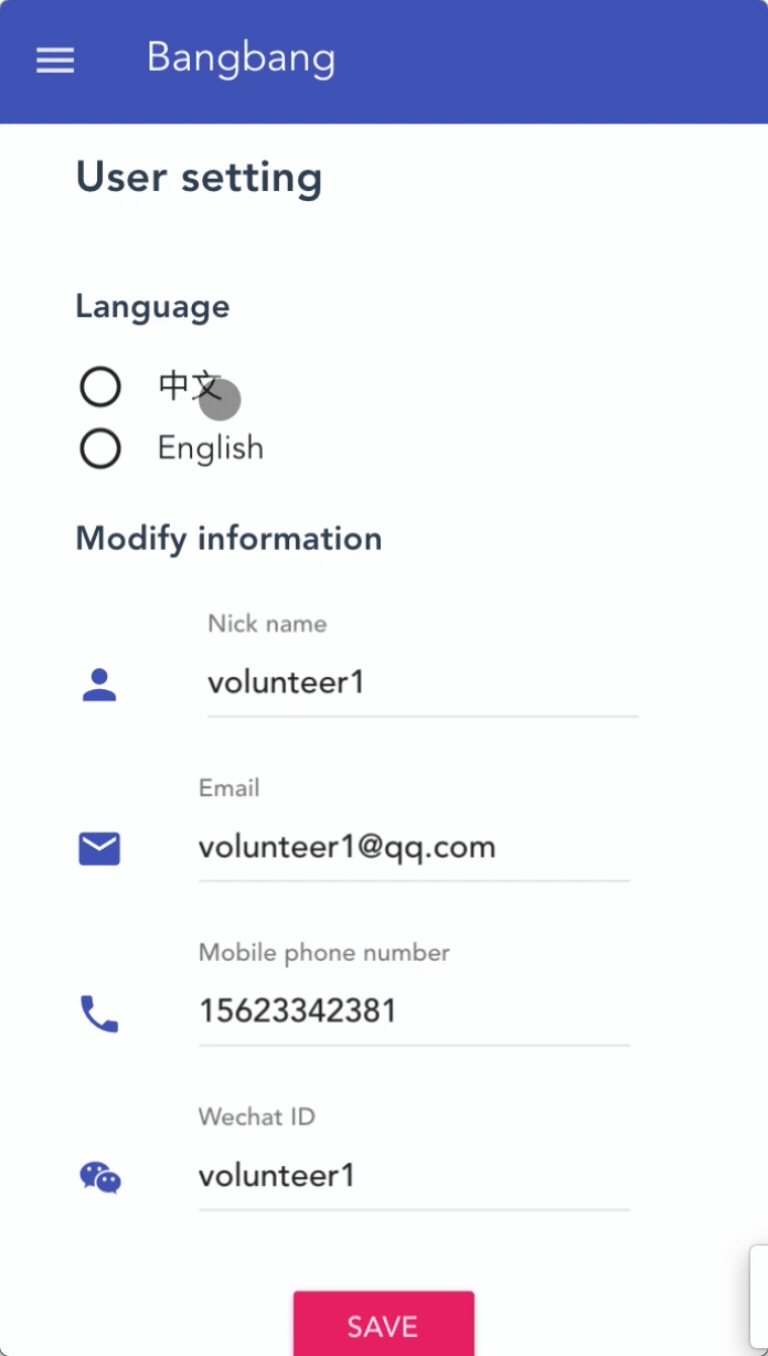 Bangbang
User setting
Language
中文
English
Modify information
Nick name
volunteer1
Email
volunteer1@qq.com
Mobile phone number
15623342381
Wechat ID
volunteer1
SAVE